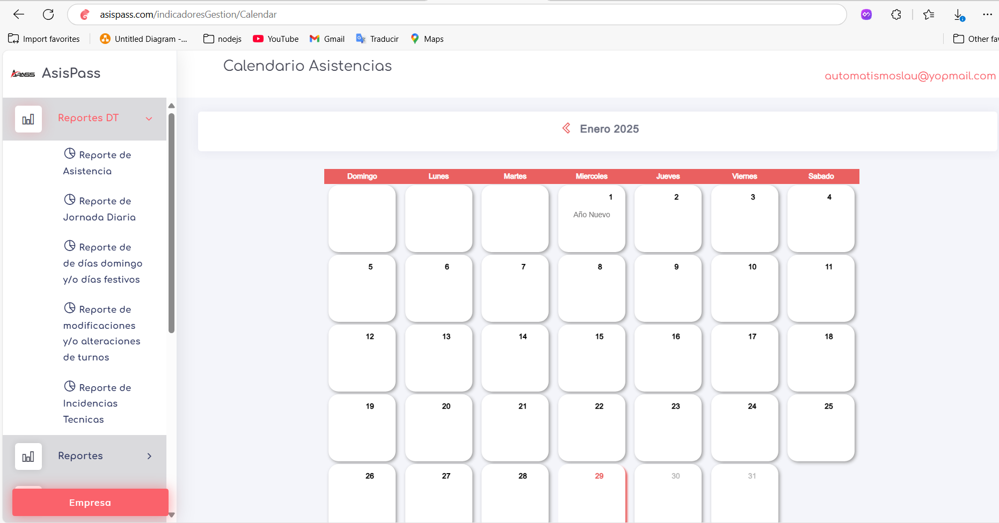 asispass.com/indicadoresGestion/Calendar
Import favorites
Untitled Diagram -...
nodejs
YouTube
Gmail
Traducir
Maps
Other fa
APASS AsisPass
Calendario Asistencias
automatismoslau@yopmail.com
Reportes DT
Reporte de
Asistencia
Reporte de
Jornada Diaria
Reporte de
de días domingo
y/o días festivos
Reporte de
modificaciones
y/o alteraciones
de turnos
Reporte de
Incidencias
Tecnicas
Reportes
Empresa
Enero 2025
Domingo Lunes Martes Miercoles Jueves Viernes Sabado
1 2 3 4
Año Nuevo
5 6 7 8 9 10 11
12 13 14 15 16 17 18
19 20 21 22 23 24 25
26 27 28 29 30 31